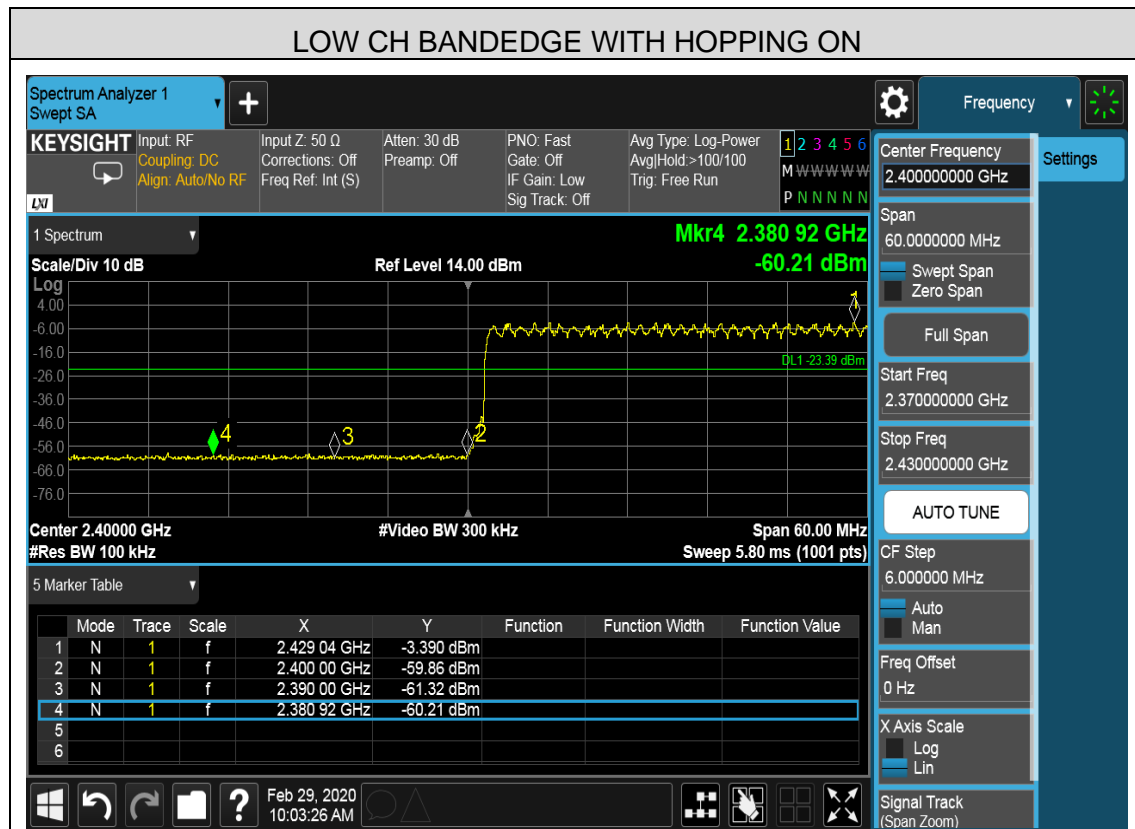 LOW CH BANDEDGE WITH HOPPING ON
Spectrum Analyzer 1
Swept SA
+
Frequency
KEYSIGHT
LXI
Input: RF
Coupling: DC
Align: Auto/No RF
Input Z: 50 Ω
Corrections: Off
Freq Ref: Int (S)
Atten: 30 dB
Preamp: Off
PNO: Fast
Gate: Off
IF Gain: Low
Sig Track: Off
Avg Type: Log-Power
Avg|Hold:>100/100
Trig: Free Run
1 2 3 4 5 6
M W W W W W
P N N N N N
1 Spectrum
Scale/Div 10 dB
Ref Level 14.00 dBm
Mkr4 2.380 92 GHz
-60.21 dBm
Log
4.00
-6.00
-16.0
-26.0
-36.0
-46.0
-56.0
-66.0
-76.0
1
DL1 -23.39 dBm
4
3
2
Center 2.40000 GHz
#Video BW 300 kHz
Span 60.00 MHz
#Res BW 100 kHz
Sweep 5.80 ms (1001 pts)
5 Marker Table
Mode Trace Scale X Y Function Function Width Function Value
1 N 1 f 2.429 04 GHz -3.390 dBm
2 N 1 f 2.400 00 GHz -59.86 dBm
3 N 1 f 2.390 00 GHz -61.32 dBm
4 N 1 f 2.380 92 GHz -60.21 dBm
5
6
?
Feb 29, 2020
10:03:26 AM
Center Frequency
2.400000000 GHz
Settings
Span
60.0000000 MHz
Swept Span
Zero Span
Full Span
Start Freq
2.370000000 GHz
Stop Freq
2.430000000 GHz
AUTO TUNE
CF Step
6.000000 MHz
Auto
Man
Freq Offset
0 Hz
X Axis Scale
Log
Lin
Signal Track
(Span Zoom)